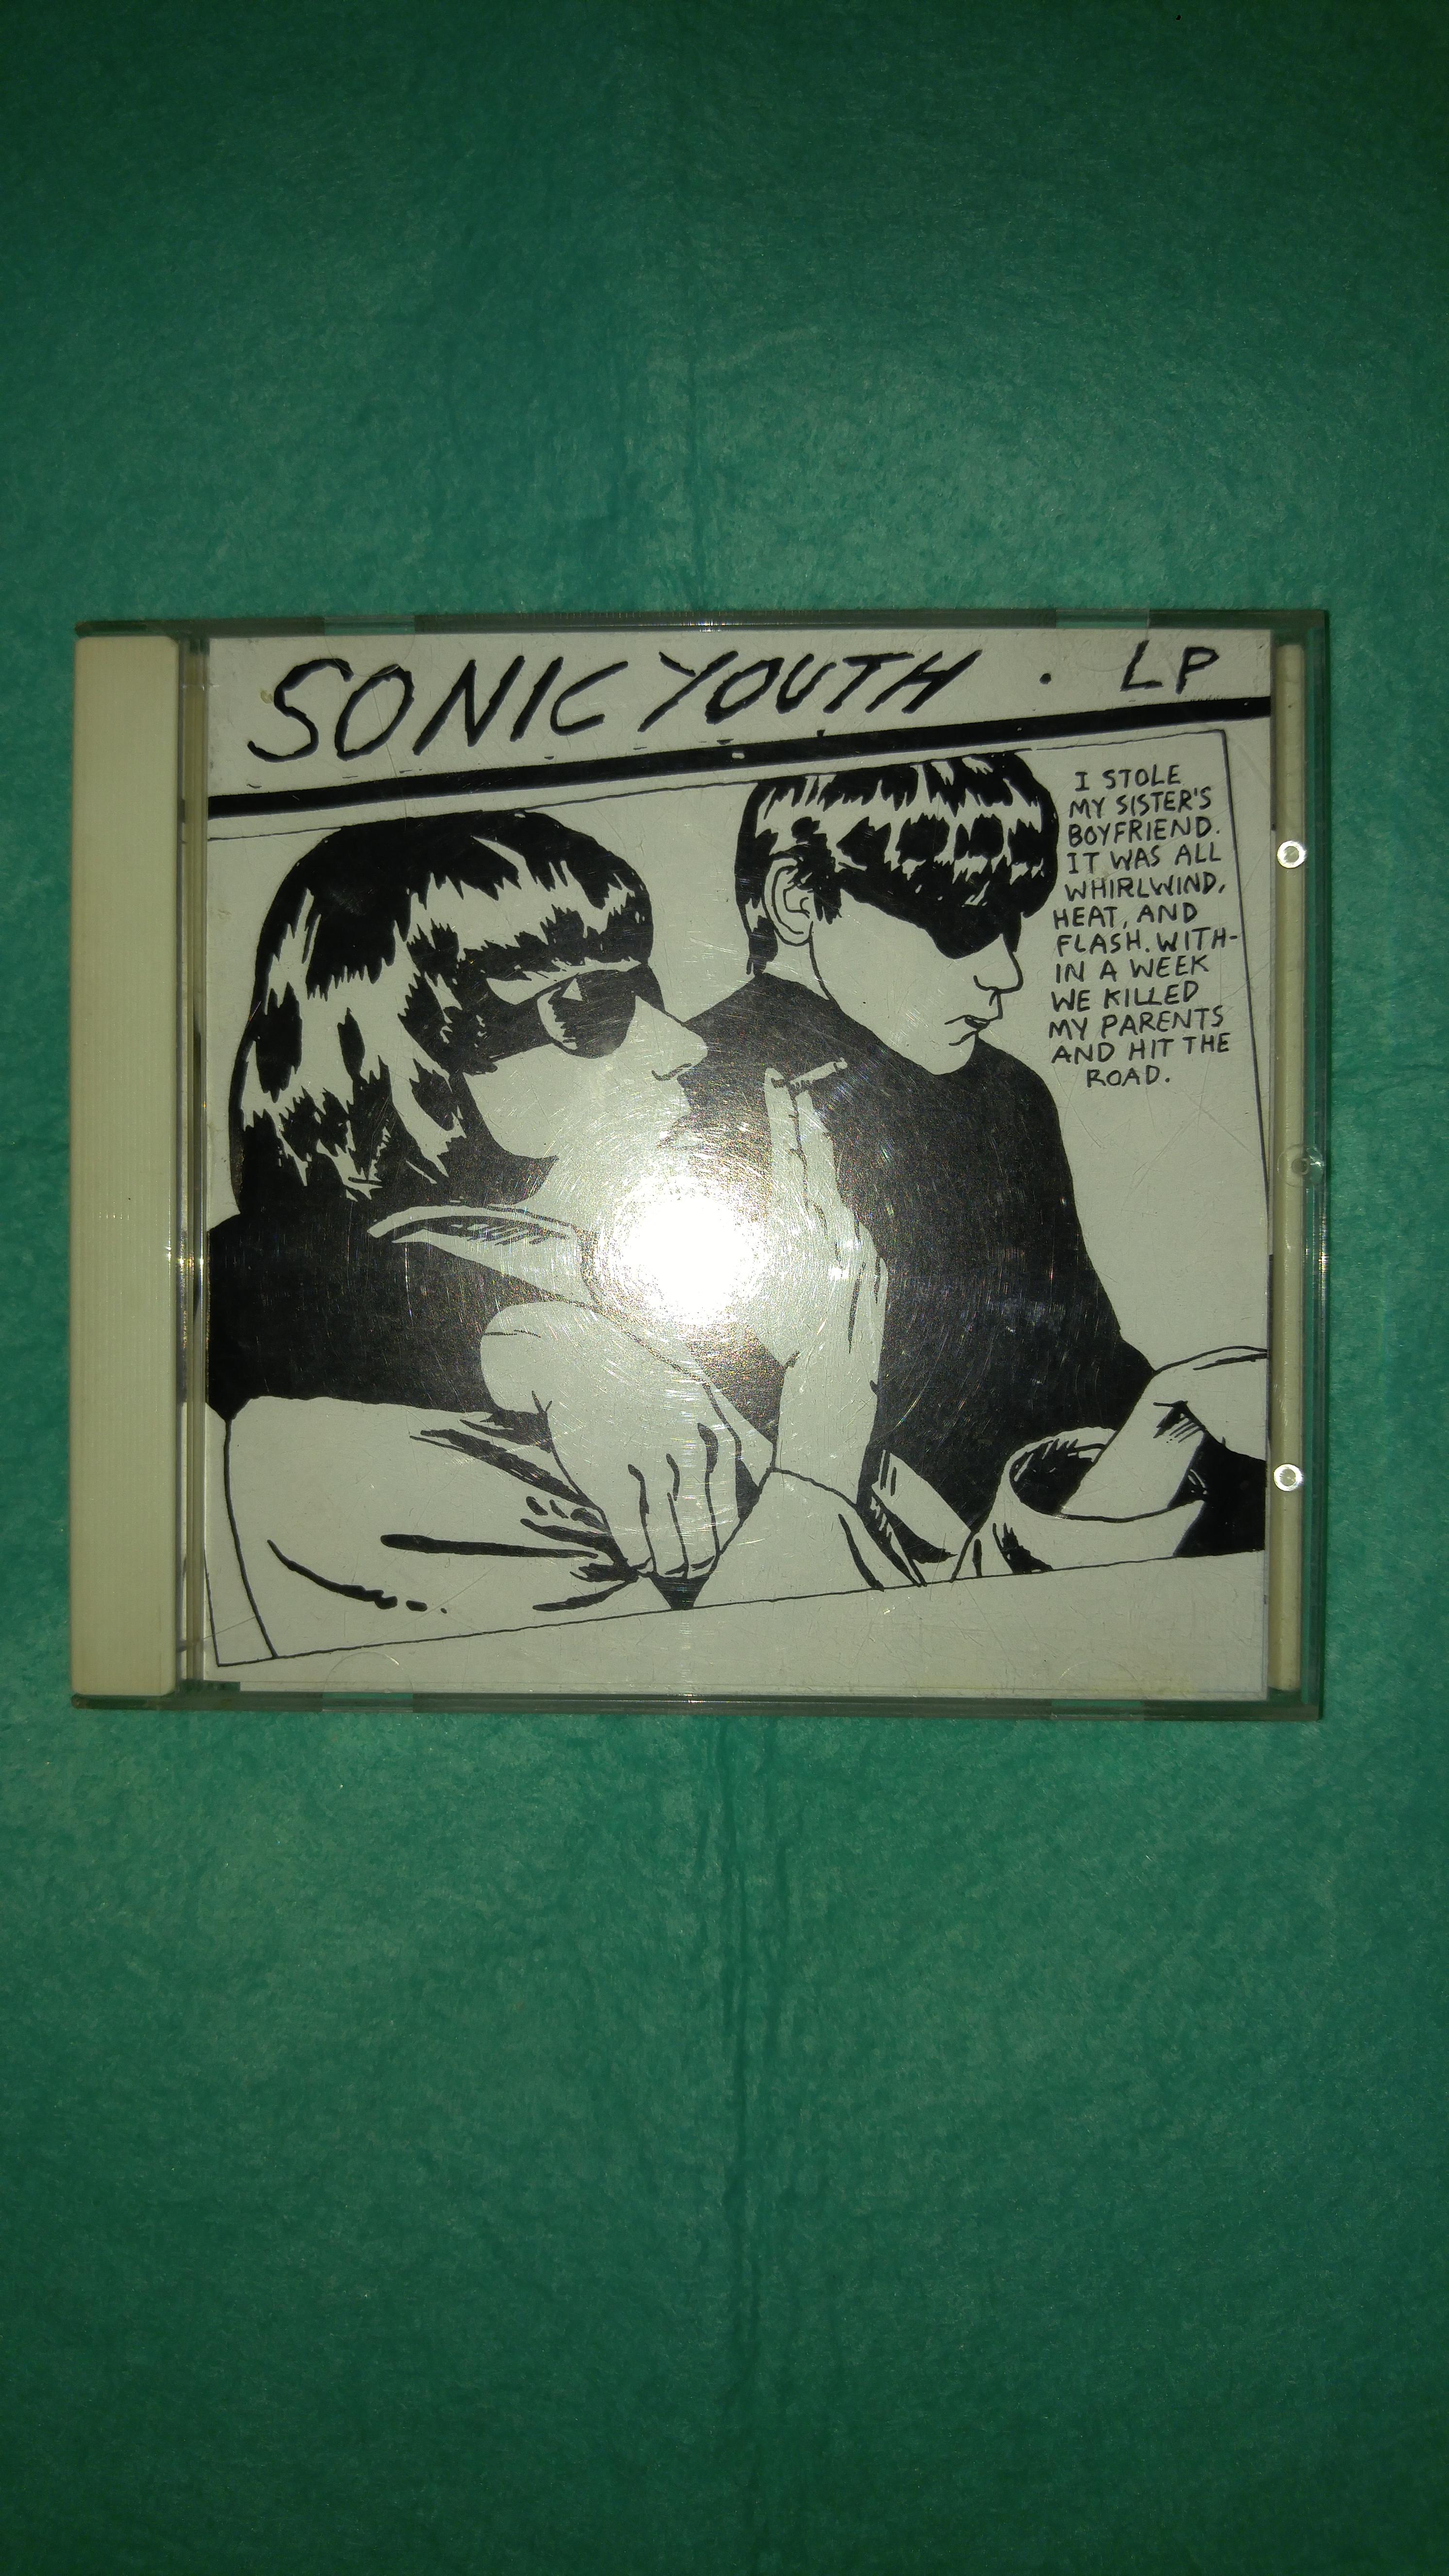 SONIC YOUTH . LP
I STOLE
MY SISTER'S
BOYFRIEND.
IT WAS ALL
WHIRLWIND,
HEAT, AND
FLASH. WITH-
IN A WEEK
WE KILLED
MY PARENTS
AND HIT THE
ROAD.